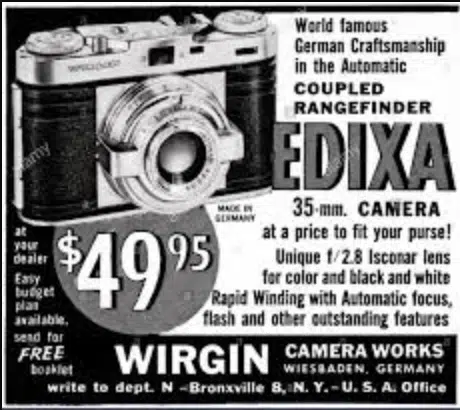 World famous
German Craftsmanship
in the Automatic
COUPLED
RANGEFINDER
EDIXA
MADE IN
GERMANY
35-mm. CAMERA
at a price to fit your purse!
Unique f/2.8 Isconar lens
for color and black and white
Rapid Winding with Automatic focus,
flash and other outstanding features
at
your
dealer
$49 95
Easy
budget
plan
available,
send for
FREE
booklet
WIRGIN CAMERA WORKS
WIESBADEN, GERMANY
write to dept. N - Bronxville 8, N. Y. - U. S. A. Office